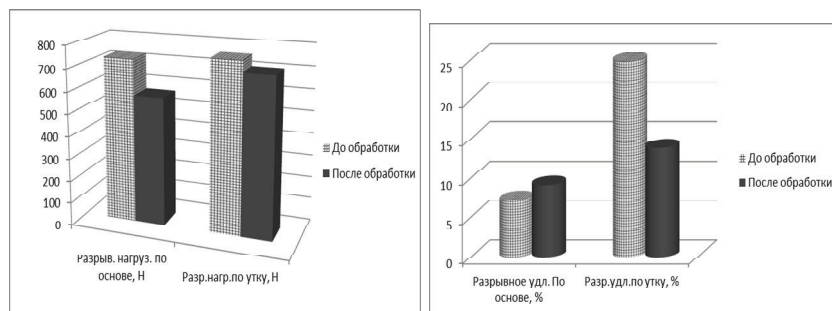 800
700
600
500
400
300
200
100
0
Разрыв. нагруз. по
основе, Н
Разр.нагр.по утку, Н
До обработки
После обработки
25
20
15
10
5
0
Разрывное удл. По
основе, %
Разр.удл.по утку, %
До обработки
После обработки